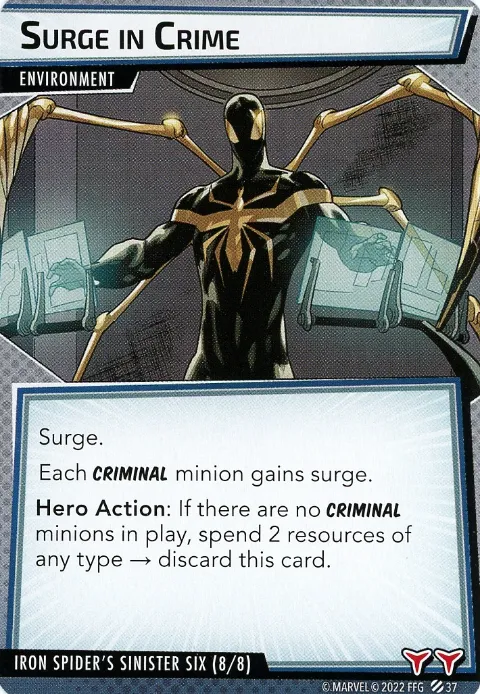 Surge in Crime
ENVIRONMENT
Surge.
Each CRIMINAL minion gains surge.
Hero Action: If there are no CRIMINAL
minions in play, spend 2 resources of
any type → discard this card.
IRON SPIDER'S SINISTER SIX (8/8)
© MARVEL © 2022 FFG 37